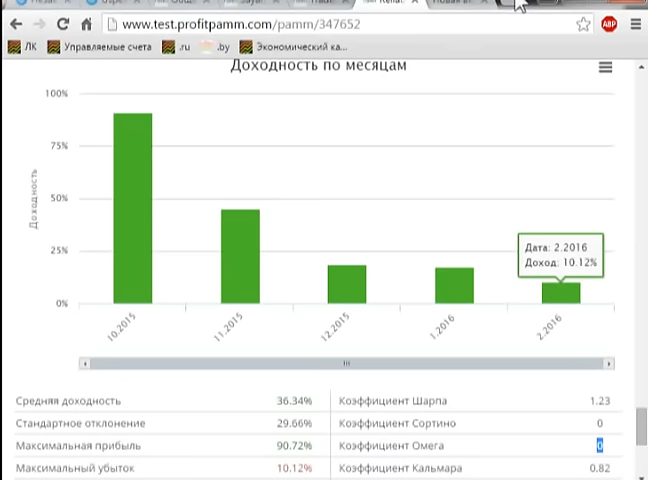 www.test.profitpamm.com/pamm/347652
ABP
ЛК Управляемые счета .ru .by Экономический ка...
Доходность по месяцам
100%
75%
50%
25%
0%
Доходность
Дата: 2.2016
Доход: 10.12%
10.2015 11.2015 12.2015 1.2016 2.2016
Средняя доходность 36.34% Коэффициент Шарпа 1.23
Стандартное отклонение 29.66% Коэффициент Сортино 0
Максимальная прибыль 90.72% Коэффициент Омега 0
Максимальный убыток 10.12% Коэффициент Кальмара 0.82